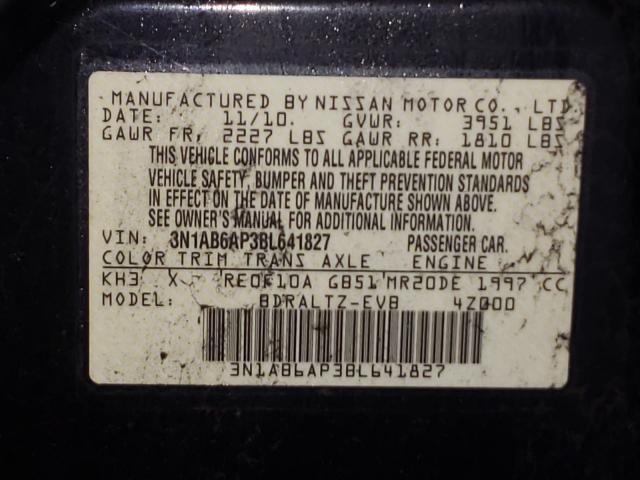 MANUFACTURED BY NISSAN MOTOR CO., LTD.
DATE: 11/10. GVWR: 3951 LBS
GAWR FR, 2227 LBS GAWR RR: 1810 LBS
THIS VEHICLE CONFORMS TO ALL APPLICABLE FEDERAL MOTOR
VEHICLE SAFETY, BUMPER AND THEFT PREVENTION STANDARDS
IN EFFECT ON THE DATE OF MANUFACTURE SHOWN ABOVE.
SEE OWNER'S MANUAL FOR ADDITIONAL INFORMATION.
VIN: 3N1AB6AP3BL641827 PASSENGER CAR.
COLOR TRIM TRANS AXLE ENGINE
KH3 X RE0F10A GB51 MR20DE 1997 CC
MODEL: BDRALTZ-EVB 4Z000
3N1AB6AP3BL641827